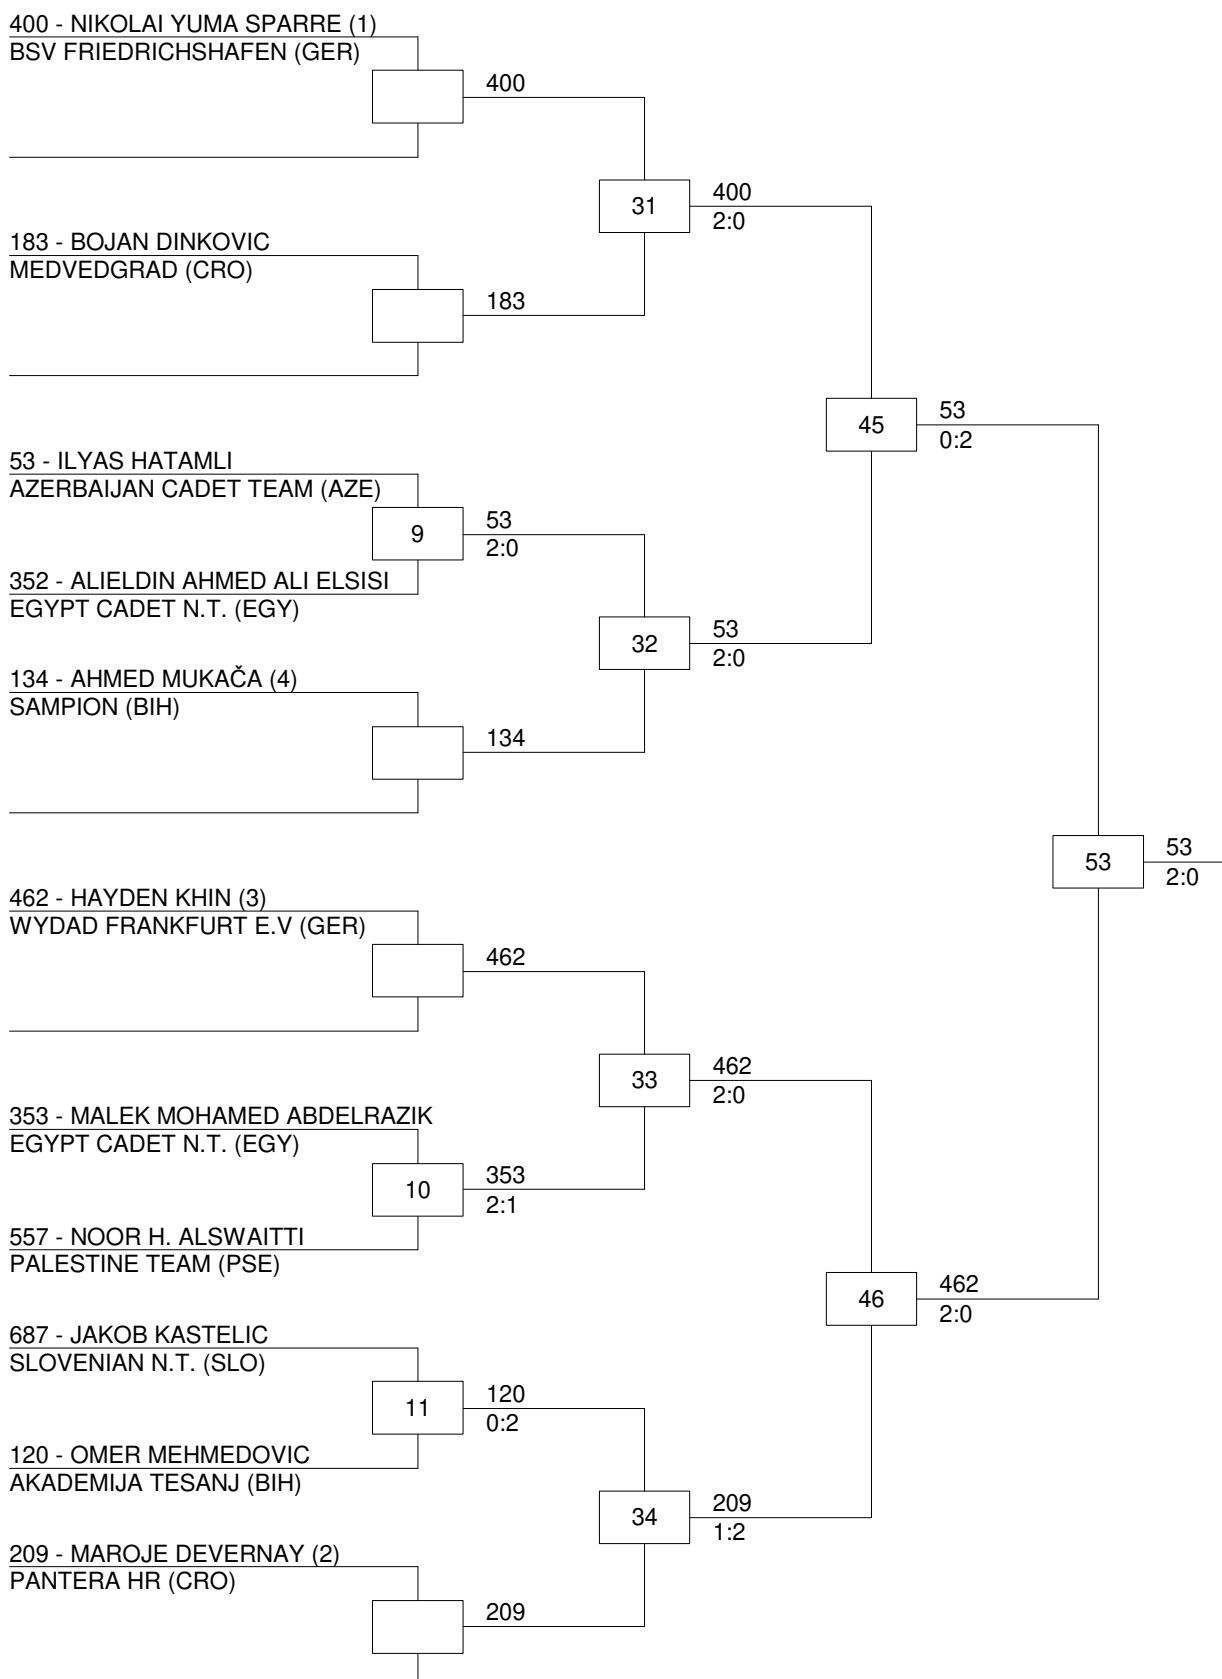 400 - NIKOLAI YUMA SPARRE (1)
BSV FRIEDRICHSHAFEN (GER)
400
31
400
2:0
183 - BOJAN DINKOVIC
MEDVEDGRAD (CRO)
183
45
53
0:2
53 - ILYAS HATAMLI
AZERBAIJAN CADET TEAM (AZE)
9
53
2:0
352 - ALIELDIN AHMED ALI ELSISI
EGYPT CADET N.T. (EGY)
32
53
2:0
134 - AHMED MUKAČA (4)
SAMPION (BIH)
134
53
53
2:0
462 - HAYDEN KHIN (3)
WYDAD FRANKFURT E.V (GER)
462
33
462
2:0
353 - MALEK MOHAMED ABDELRAZIK
EGYPT CADET N.T. (EGY)
10
353
2:1
557 - NOOR H. ALSWAITTI
PALESTINE TEAM (PSE)
46
462
2:0
687 - JAKOB KASTELIC
SLOVENIAN N.T. (SLO)
11
120
0:2
120 - OMER MEHMEDOVIC
AKADEMIJA TESANJ (BIH)
34
209
1:2
209 - MAROJE DEVERNAY (2)
PANTERA HR (CRO)
209